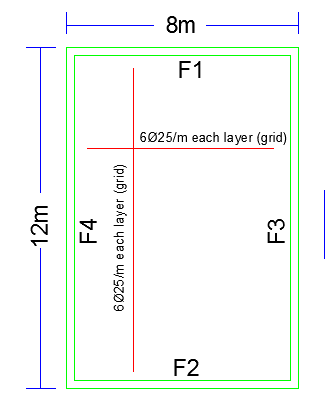 8m
F1
6Ø25/m each layer (grid)
12m
F4
6Ø25/m each layer (grid)
F3
F2